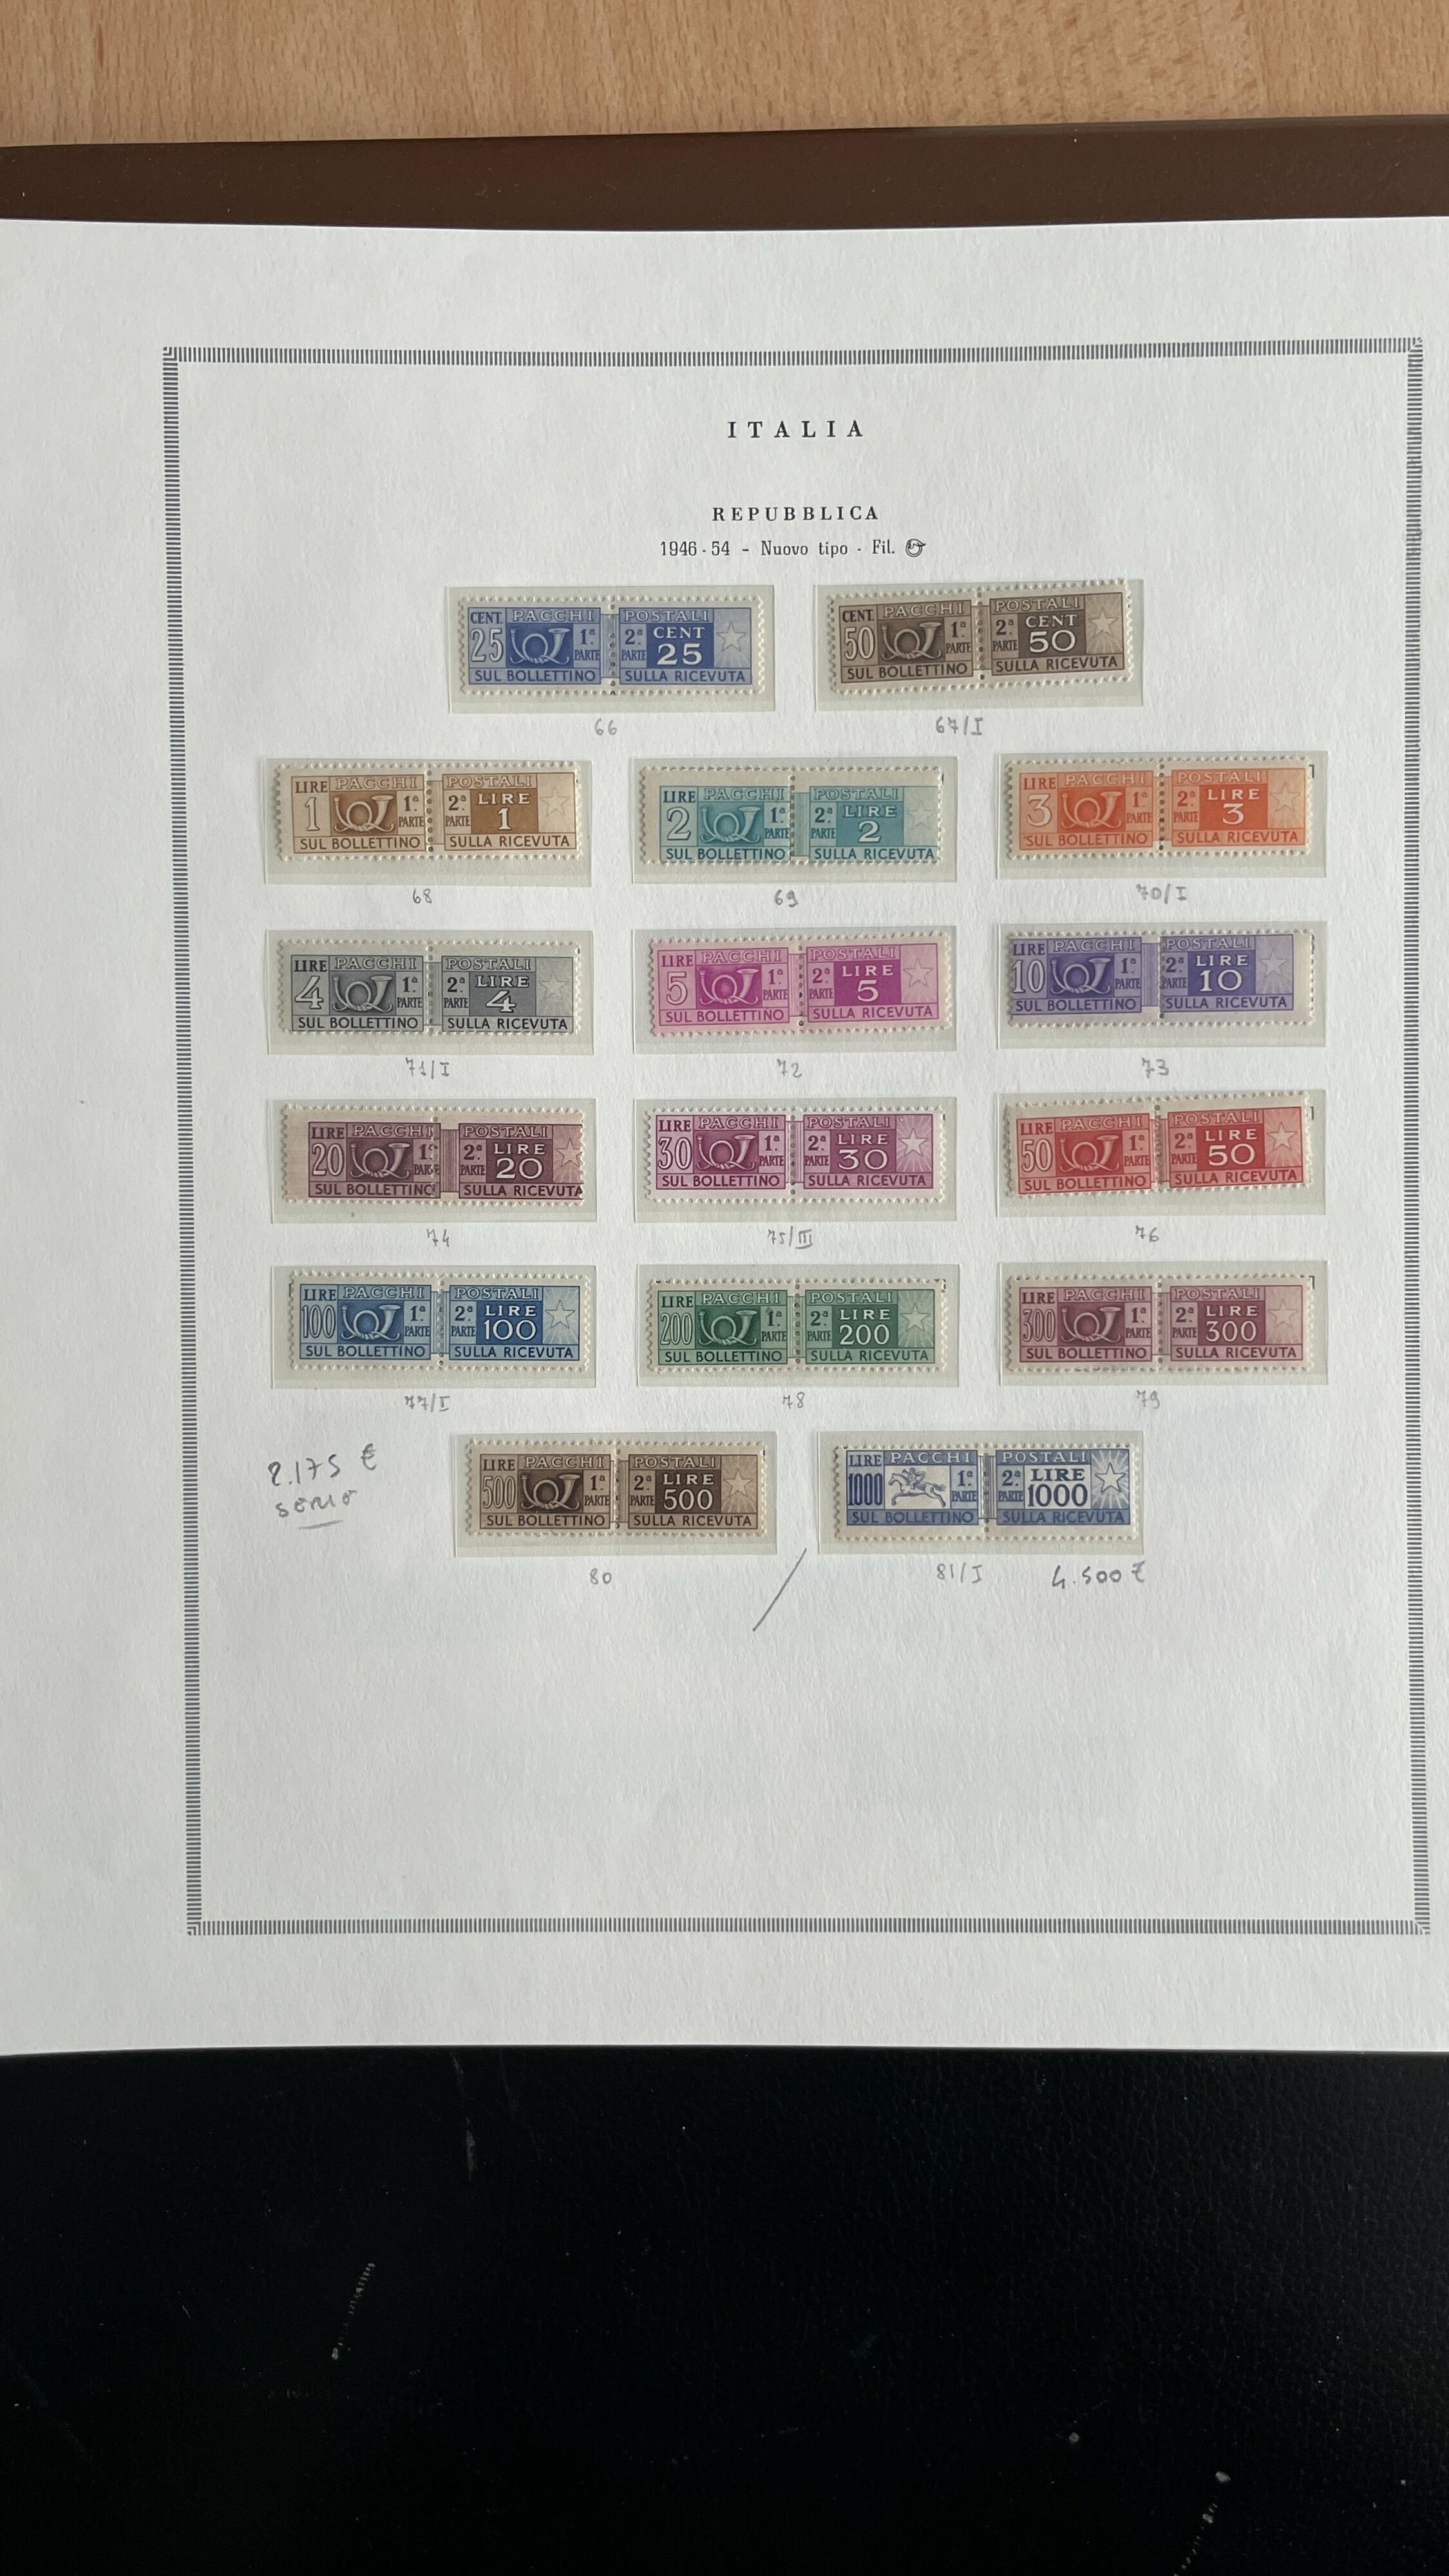 ITALIA
REPUBBLICA
1946-54 - Nuovo tipo - Fil.
CENT. 25 PACCHI 1ª PARTE SUL BOLLETTINO POSTALI 2ª PARTE CENT 25 SULLA RICEVUTA
CENT. 50 PACCHI 1ª PARTE SUL BOLLETTINO POSTALI 2ª PARTE CENT 50 SULLA RICEVUTA
66
67/I
LIRE 1 PACCHI 1ª PARTE SUL BOLLETTINO POSTALI 2ª PARTE LIRE 1 SULLA RICEVUTA
LIRE 2 PACCHI 1ª PARTE SUL BOLLETTINO POSTALI 2ª PARTE LIRE 2 SULLA RICEVUTA
LIRE 3 PACCHI 1ª PARTE SUL BOLLETTINO POSTALI 2ª PARTE LIRE 3 SULLA RICEVUTA
68
69
70/I
LIRE 4 PACCHI 1ª PARTE SUL BOLLETTINO POSTALI 2ª PARTE LIRE 4 SULLA RICEVUTA
LIRE 5 PACCHI 1ª PARTE SUL BOLLETTINO POSTALI 2ª PARTE LIRE 5 SULLA RICEVUTA
LIRE 10 PACCHI 1ª PARTE SUL BOLLETTINO POSTALI 2ª PARTE LIRE 10 SULLA RICEVUTA
71/I
72
73
LIRE 20 PACCHI 1ª PARTE SUL BOLLETTINO POSTALI 2ª PARTE LIRE 20 SULLA RICEVUTA
LIRE 30 PACCHI 1ª PARTE SUL BOLLETTINO POSTALI 2ª PARTE LIRE 30 SULLA RICEVUTA
LIRE 50 PACCHI 1ª PARTE SUL BOLLETTINO POSTALI 2ª PARTE LIRE 50 SULLA RICEVUTA
74
75/III
76
LIRE 100 PACCHI 1ª PARTE SUL BOLLETTINO POSTALI 2ª PARTE LIRE 100 SULLA RICEVUTA
LIRE 200 PACCHI 1ª PARTE SUL BOLLETTINO POSTALI 2ª PARTE LIRE 200 SULLA RICEVUTA
LIRE 300 PACCHI 1ª PARTE SUL BOLLETTINO POSTALI 2ª PARTE LIRE 300 SULLA RICEVUTA
77/I
78
79
2.175 €
LIRE 500 PACCHI 1ª PARTE SUL BOLLETTINO POSTALI 2ª PARTE LIRE 500 SULLA RICEVUTA
LIRE 1000 PACCHI 1ª PARTE SUL BOLLETTINO POSTALI 2ª PARTE LIRE 1000 SULLA RICEVUTA
80
81/I 4.500 €